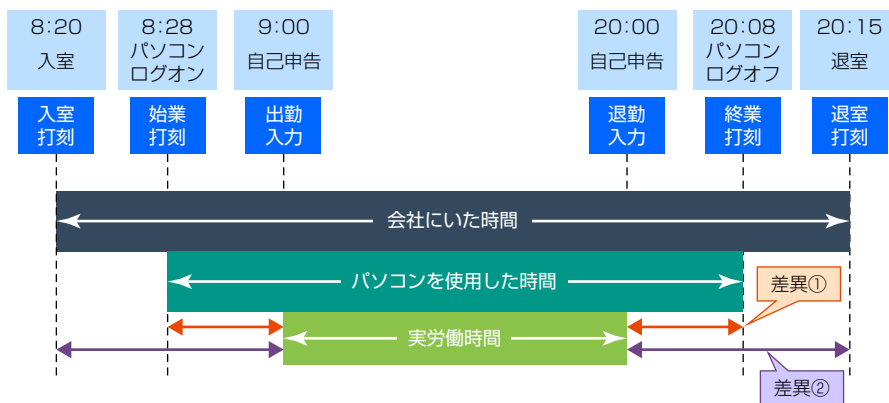 8:20
入室
8:28
パソコン
ログオン
9:00
自己申告
20:00
自己申告
20:08
パソコン
ログオフ
20:15
退室
入室
打刻
始業
打刻
出勤
入力
退勤
入力
終業
打刻
退室
打刻
会社にいた時間
パソコンを使用した時間
差異①
実労働時間
差異②